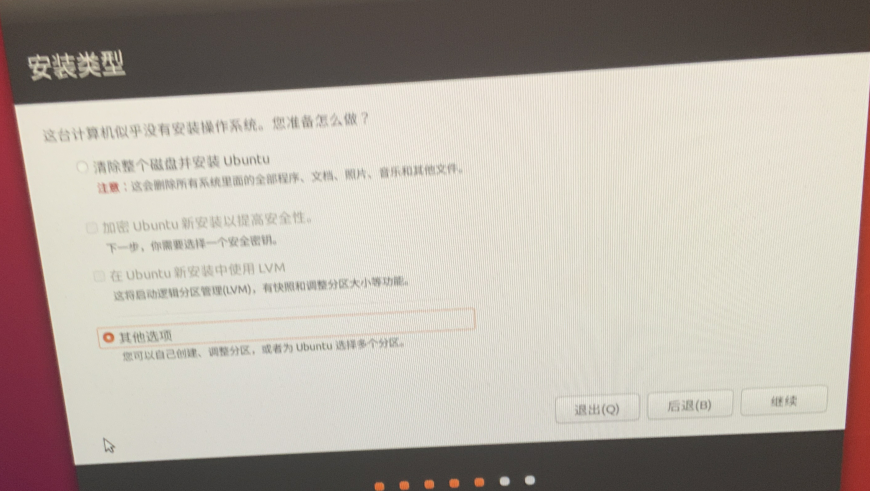 安装类型
这台计算机似乎没有安装操作系统。您准备怎么做？
清除整个磁盘并安装 Ubuntu
注意：这会删除所有系统里面的全部程序、文档、照片、音乐和其他文件。
加密 Ubuntu 新安装以提高安全性。
下一步，你需要选择一个安全密钥。
在 Ubuntu 新安装中使用 LVM
这将启动逻辑分区管理(LVM)，有快照和调整分区大小等功能。
其他选项
您可以自己创建、调整分区，或者为 Ubuntu 选择多个分区。
退出(Q) 后退(B) 继续